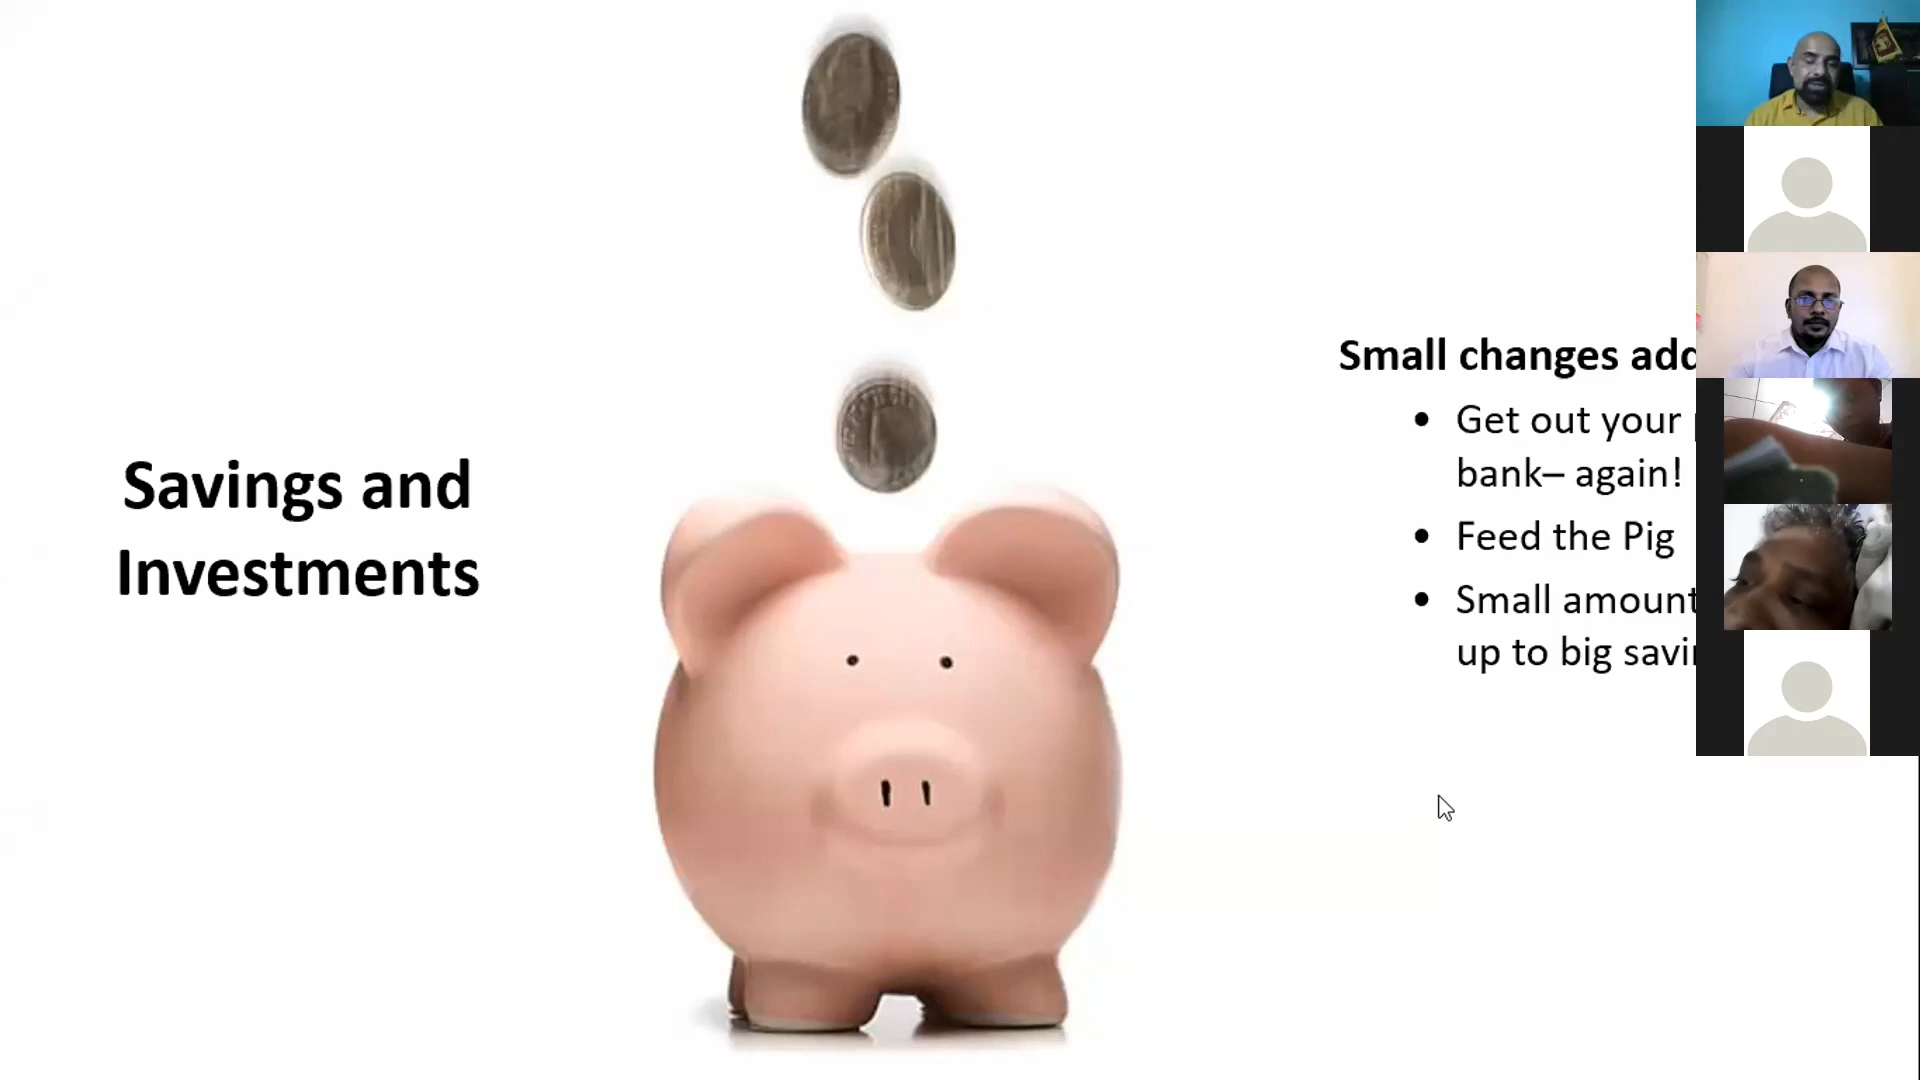 Savings and
Investments
Small changes add
Get out your
bank– again!
Feed the Pig
Small amount
up to big savi